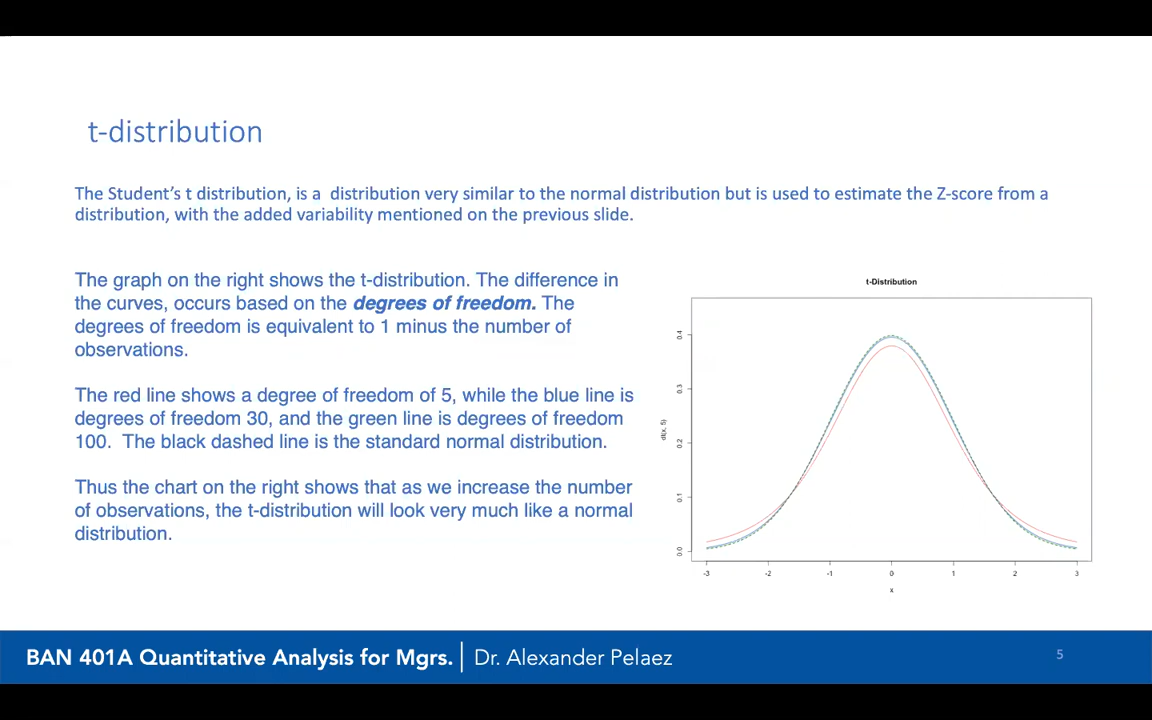 t-distribution
The Student's t distribution, is a  distribution very similar to the normal distribution but is used to estimate the Z-score from a
distribution, with the added variability mentioned on the previous slide.
The graph on the right shows the t-distribution. The difference in
the curves, occurs based on the degrees of freedom. The
degrees of freedom is equivalent to 1 minus the number of
observations.
The red line shows a degree of freedom of 5, while the blue line is
degrees of freedom 30, and the green line is degrees of freedom
100.  The black dashed line is the standard normal distribution.
Thus the chart on the right shows that as we increase the number
of observations, the t-distribution will look very much like a normal
distribution.
t-Distribution
dt(x, 5)
0.4
0.3
0.2
0.1
0.0
-3 -2 -1 0 1 2 3
x
BAN 401A Quantitative Analysis for Mgrs. | Dr. Alexander Pelaez
5